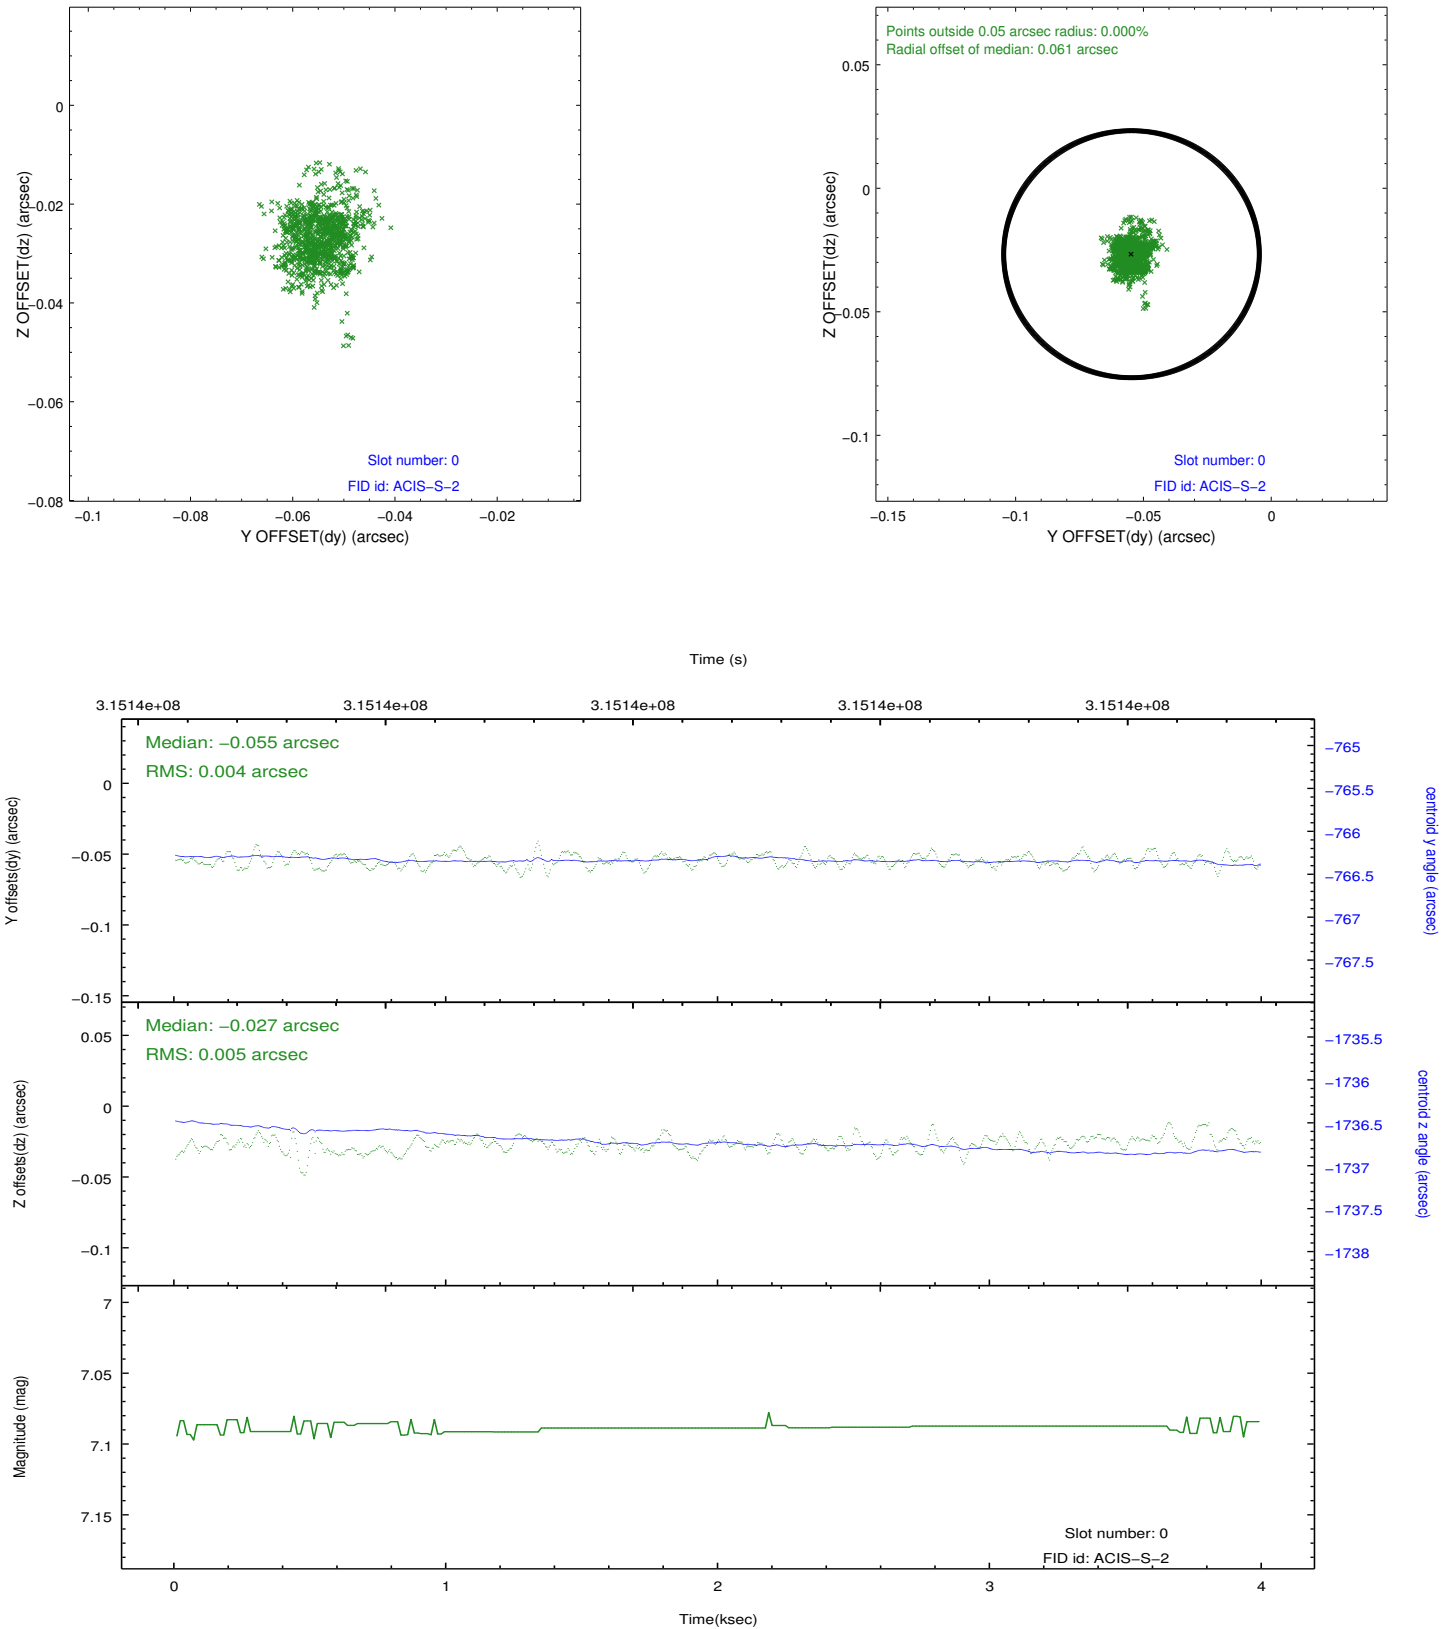 0
−0.02
−0.04
−0.06
−0.08
Z OFFSET(dz) (arcsec)
Slot number: 0
FID id: ACIS−S−2
−0.1 −0.08 −0.06 −0.04 −0.02
Y OFFSET(dy) (arcsec)
Points outside 0.05 arcsec radius: 0.000%
Radial offset of median: 0.061 arcsec
0.05
0
−0.05
−0.1
Z OFFSET(dz) (arcsec)
Slot number: 0
FID id: ACIS−S−2
−0.15 −0.1 −0.05 0
Y OFFSET(dy) (arcsec)
Time (s)
3.1514e+08 3.1514e+08 3.1514e+08 3.1514e+08 3.1514e+08
Median: −0.055 arcsec
RMS: 0.004 arcsec
0
−0.05
−0.1
−0.15
Y offsets(dy) (arcsec)
−765
−765.5
−766
−766.5
−767
−767.5
centroid y angle (arcsec)
Median: −0.027 arcsec
RMS: 0.005 arcsec
0.05
0
−0.05
−0.1
Z offsets(dz) (arcsec)
−1735.5
−1736
−1736.5
−1737
−1737.5
−1738
centroid z angle (arcsec)
7
7.05
7.1
7.15
Magnitude (mag)
Slot number: 0
FID id: ACIS−S−2
0 1 2 3 4
Time(ksec)